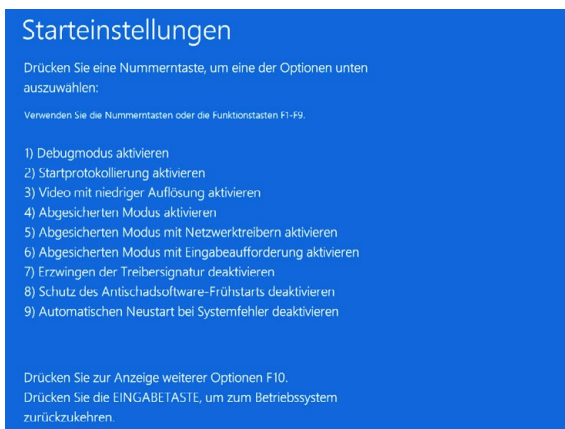 Starteinstellungen
Drücken Sie eine Nummerntaste, um eine der Optionen unten
auszuwählen:
Verwenden Sie die Nummerntasten oder die Funktionstasten F1-F9.
1) Debugmodus aktivieren
2) Startprotokollierung aktivieren
3) Video mit niedriger Auflösung aktivieren
4) Abgesicherten Modus aktivieren
5) Abgesicherten Modus mit Netzwerktreibern aktivieren
6) Abgesicherten Modus mit Eingabeaufforderung aktivieren
7) Erzwingen der Treibersignatur deaktivieren
8) Schutz des Antischadsoftware-Frühstarts deaktivieren
9) Automatischen Neustart bei Systemfehler deaktivieren
Drücken Sie zur Anzeige weiterer Optionen F10.
Drücken Sie die EINGABETASTE, um zum Betriebssystem
zurückzukehren.